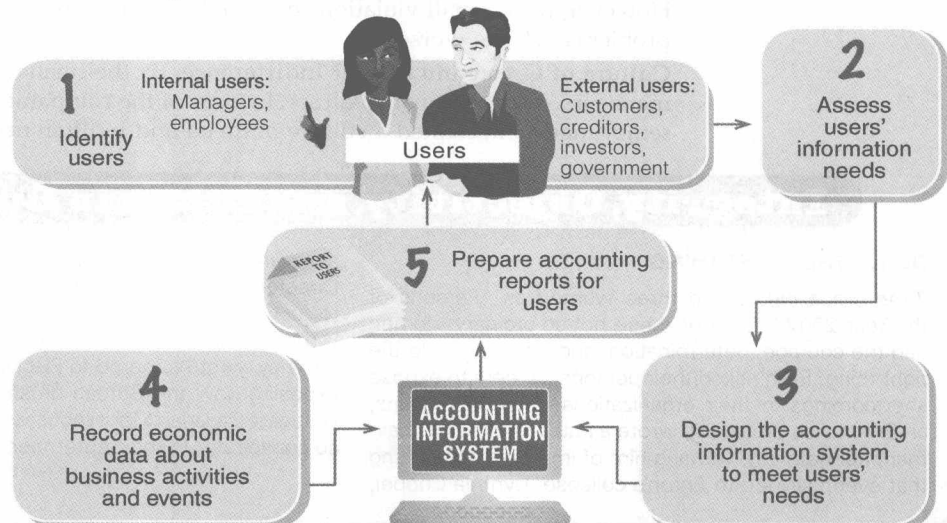 1
Identify
users
Internal users:
Managers,
employees
Users
External users:
Customers,
creditors,
investors,
government
2
Assess
users'
information
needs
3
Design the accounting
information system
to meet users'
needs
4
Record economic
data about
business activities
and events
ACCOUNTING
INFORMATION
SYSTEM
REPORT
TO
USERS
5
Prepare accounting
reports for
users